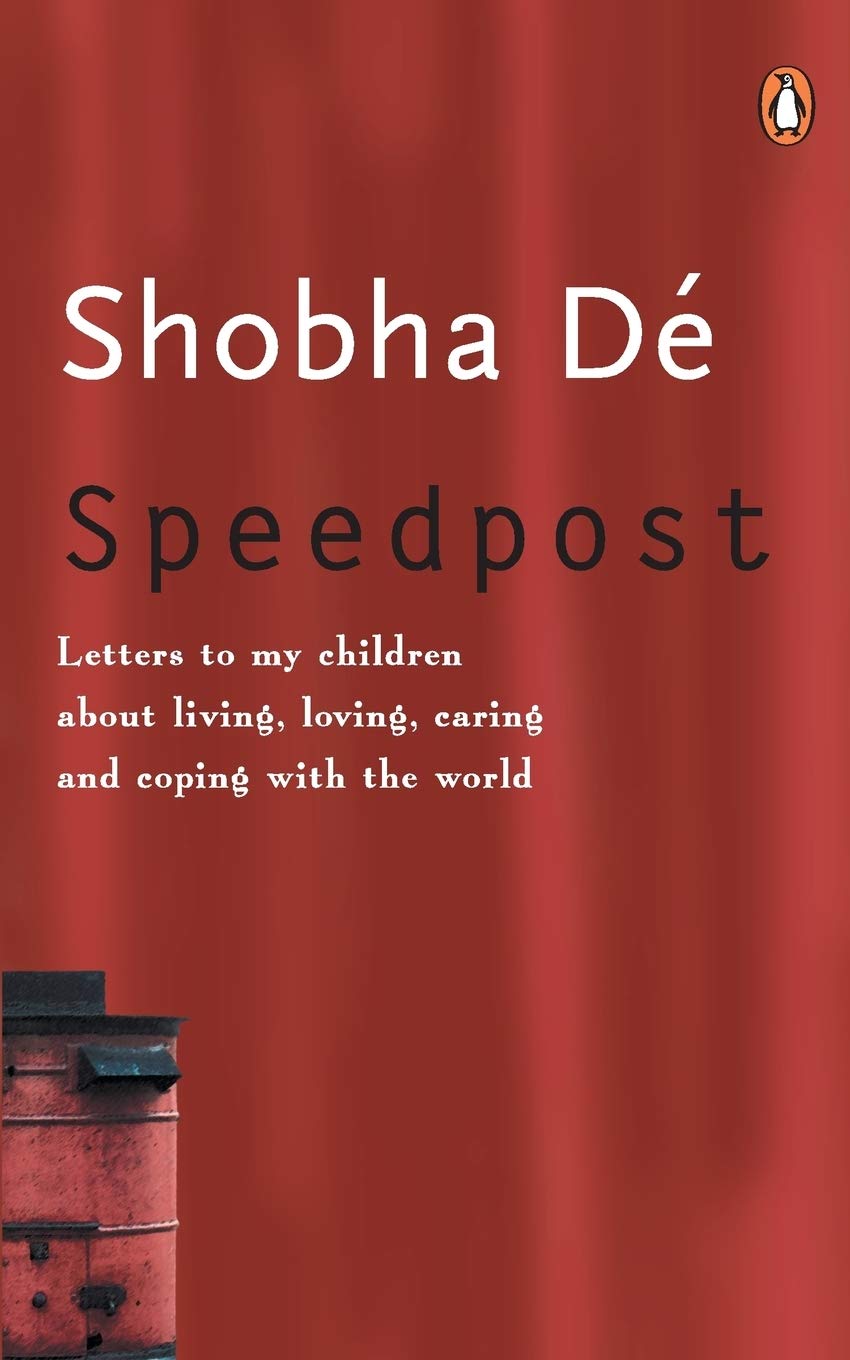 Shobha Dé
Speedpost
Letters to my children
about living, loving, caring
and coping with the world